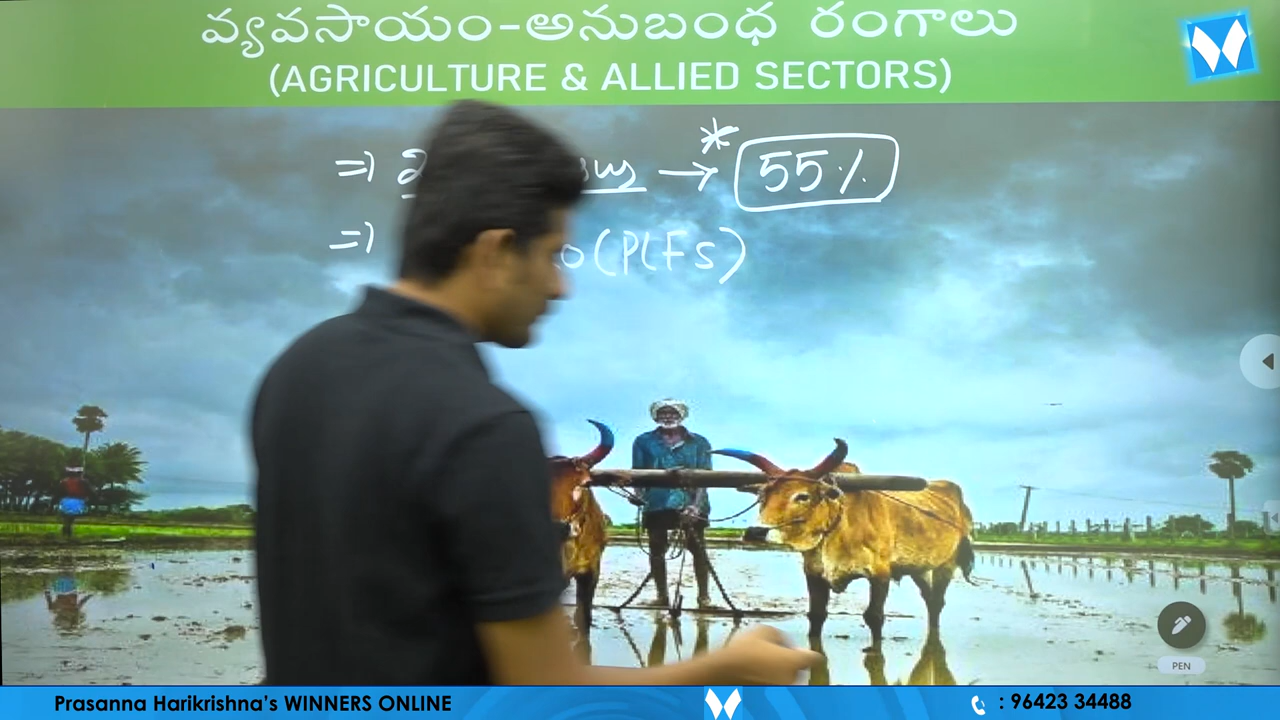 వ్యవసాయం-అనుబంధ రంగాలు
(AGRICULTURE & ALLIED SECTORS)
⇒ → * 55%
⇒ (PLFS)
PEN
Prasanna Harikrishna's WINNERS ONLINE : 96423 34488